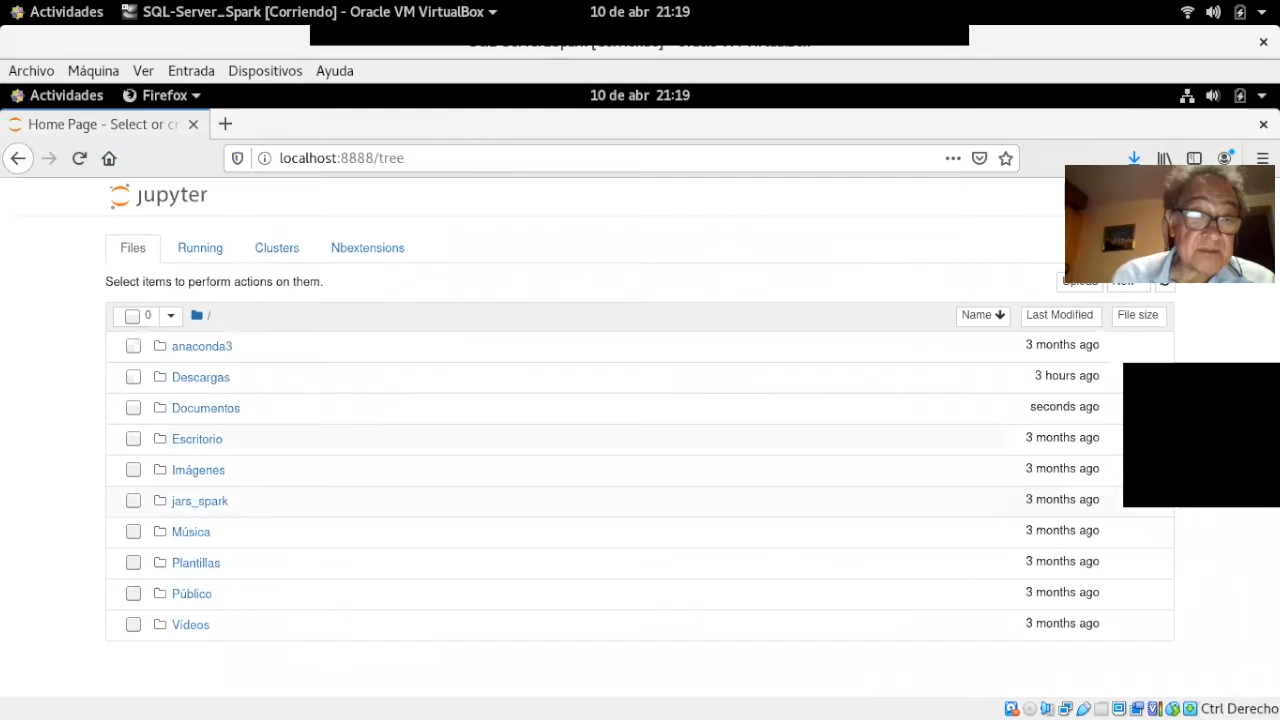 Actividades SQL-Server_Spark [Corriendo] - Oracle VM VirtualBox 10 de abr 21:19
Archivo Máquina Ver Entrada Dispositivos Ayuda
Actividades Firefox 10 de abr 21:19
Home Page - Select or cr
localhost:8888/tree
jupyter
Files Running Clusters Nbextensions
Select items to perform actions on them.
0 / Name Last Modified File size
anaconda3 3 months ago
Descargas 3 hours ago
Documentos seconds ago
Escritorio 3 months ago
Imágenes 3 months ago
jars_spark 3 months ago
Música 3 months ago
Plantillas 3 months ago
Público 3 months ago
Vídeos 3 months ago
Ctrl Derecho